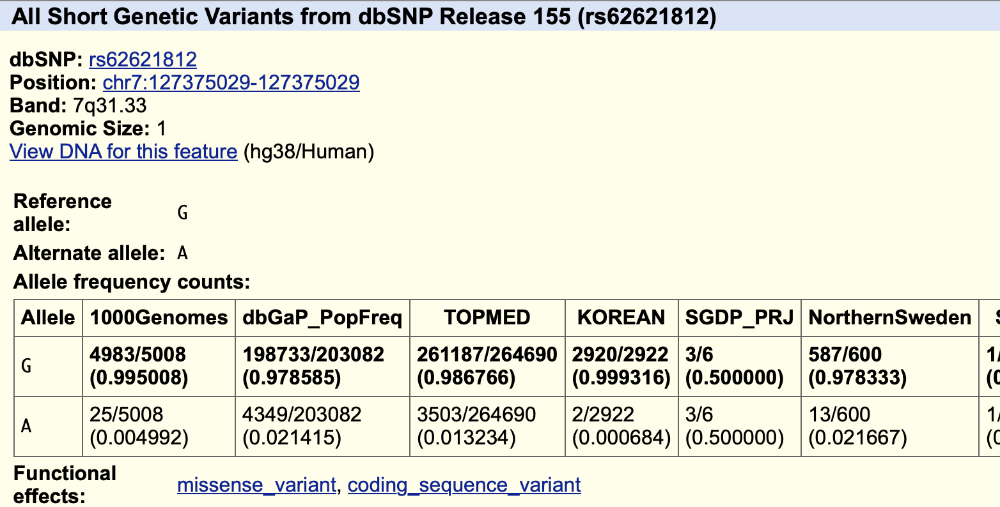 All Short Genetic Variants from dbSNP Release 155 (rs62621812)
dbSNP: rs62621812
Position: chr7:127375029-127375029
Band: 7q31.33
Genomic Size: 1
View DNA for this feature (hg38/Human)
Reference
allele: G
Alternate allele: A
Allele frequency counts:
Allele 1000Genomes dbGaP_PopFreq TOPMED KOREAN SGDP_PRJ NorthernSweden
G 4983/5008 198733/203082 261187/264690 2920/2922 3/6 587/600
(0.995008) (0.978585) (0.986766) (0.999316) (0.500000) (0.978333)
A 25/5008 4349/203082 3503/264690 2/2922 3/6 13/600
(0.004992) (0.021415) (0.013234) (0.000684) (0.500000) (0.021667)
Functional
effects: missense_variant, coding_sequence_variant